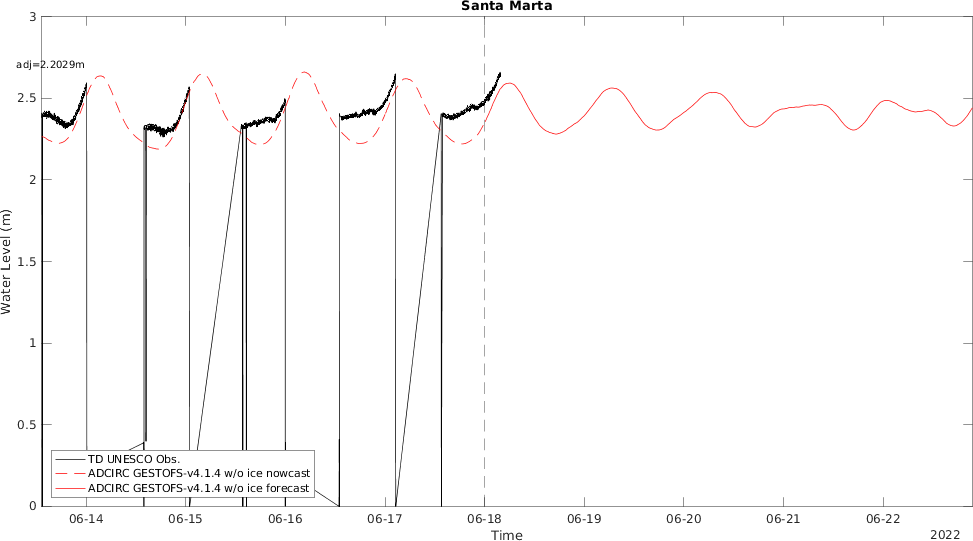 Santa Marta
adj=2.2029m
Water Level (m)
3
2.5
2
1.5
1
0.5
0
TD UNESCO Obs.
ADCIRC GESTOFS-v4.1.4 w/o ice nowcast
ADCIRC GESTOFS-v4.1.4 w/o ice forecast
06-14 06-15 06-16 06-17 06-18 06-19 06-20 06-21 06-22
Time
2022